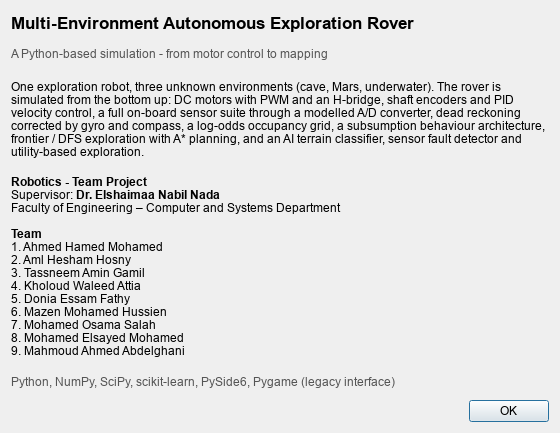 Multi-Environment Autonomous Exploration Rover
A Python-based simulation - from motor control to mapping
One exploration robot, three unknown environments (cave, Mars, underwater). The rover is
simulated from the bottom up: DC motors with PWM and an H-bridge, shaft encoders and PID
velocity control, a full on-board sensor suite through a modelled A/D converter, dead reckoning
corrected by gyro and compass, a log-odds occupancy grid, a subsumption behaviour architecture,
frontier / DFS exploration with A* planning, and an AI terrain classifier, sensor fault detector and
utility-based exploration.
Robotics - Team Project
Supervisor: Dr. Elshaimaa Nabil Nada
Faculty of Engineering – Computer and Systems Department
Team
1. Ahmed Hamed Mohamed
2. Aml Hesham Hosny
3. Tassneem Amin Gamil
4. Kholoud Waleed Attia
5. Donia Essam Fathy
6. Mazen Mohamed Hussien
7. Mohamed Osama Salah
8. Mohamed Elsayed Mohamed
9. Mahmoud Ahmed Abdelghani
Python, NumPy, SciPy, scikit-learn, PySide6, Pygame (legacy interface)
OK